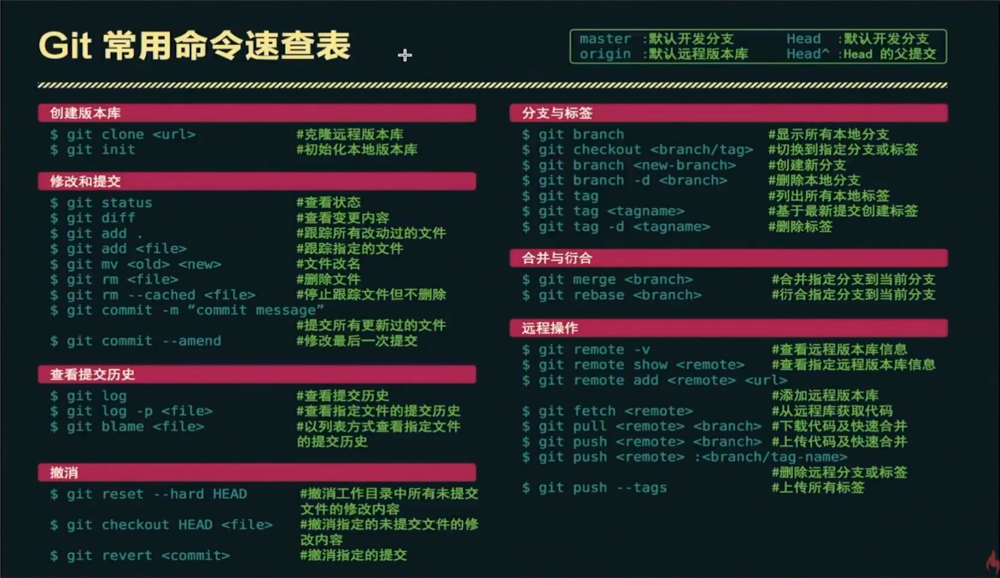 Git 常用命令速查表
master :默认开发分支 Head :默认开发分支
origin :默认远程版本库 Head^ :Head 的父提交
创建版本库
$ git clone <url> #克隆远程版本库
$ git init #初始化本地版本库
修改和提交
$ git status #查看状态
$ git diff #查看变更内容
$ git add . #跟踪所有改动过的文件
$ git add <file> #跟踪指定的文件
$ git mv <old> <new> #文件改名
$ git rm <file> #删除文件
$ git rm --cached <file> #停止跟踪文件但不删除
$ git commit -m “commit message”
#提交所有更新过的文件
$ git commit --amend #修改最后一次提交
查看提交历史
$ git log #查看提交历史
$ git log -p <file> #查看指定文件的提交历史
$ git blame <file> #以列表方式查看指定文件
的提交历史
撤消
$ git reset --hard HEAD #撤消工作目录中所有未提交
文件的修改内容
$ git checkout HEAD <file> #撤消指定的未提交文件的修
改内容
$ git revert <commit> #撤消指定的提交
分支与标签
$ git branch #显示所有本地分支
$ git checkout <branch/tag> #切换到指定分支或标签
$ git branch <new-branch> #创建新分支
$ git branch -d <branch> #删除本地分支
$ git tag #列出所有本地标签
$ git tag <tagname> #基于最新提交创建标签
$ git tag -d <tagname> #删除标签
合并与衍合
$ git merge <branch> #合并指定分支到当前分支
$ git rebase <branch> #衍合指定分支到当前分支
远程操作
$ git remote -v #查看远程版本库信息
$ git remote show <remote> #查看指定远程版本库信息
$ git remote add <remote> <url>
#添加远程版本库
$ git fetch <remote> #从远程库获取代码
$ git pull <remote> <branch> #下载代码及快速合并
$ git push <remote> <branch> #上传代码及快速合并
$ git push <remote> :<branch/tag-name>
#删除远程分支或标签
$ git push --tags #上传所有标签